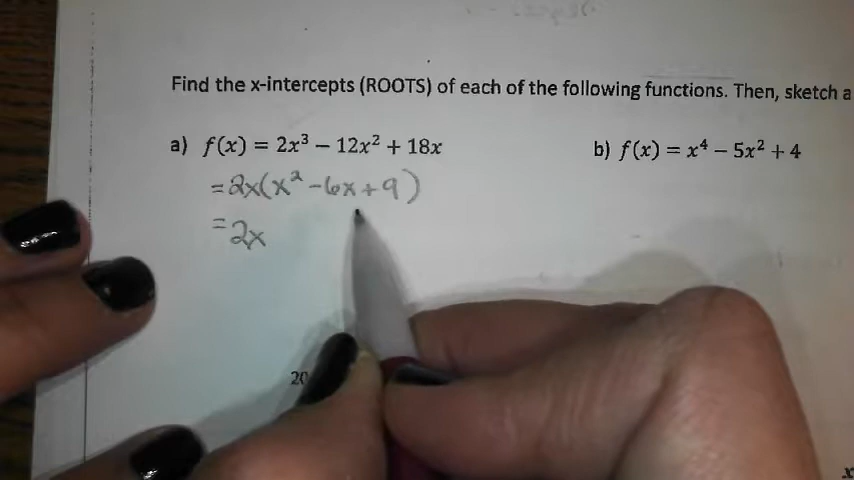 Find the x-intercepts (ROOTS) of each of the following functions. Then, sketch a
a) f(x) = 2x³ – 12x² + 18x
= 2x(x² - 6x + 9)
= 2x
b) f(x) = x⁴ – 5x² + 4
20
x